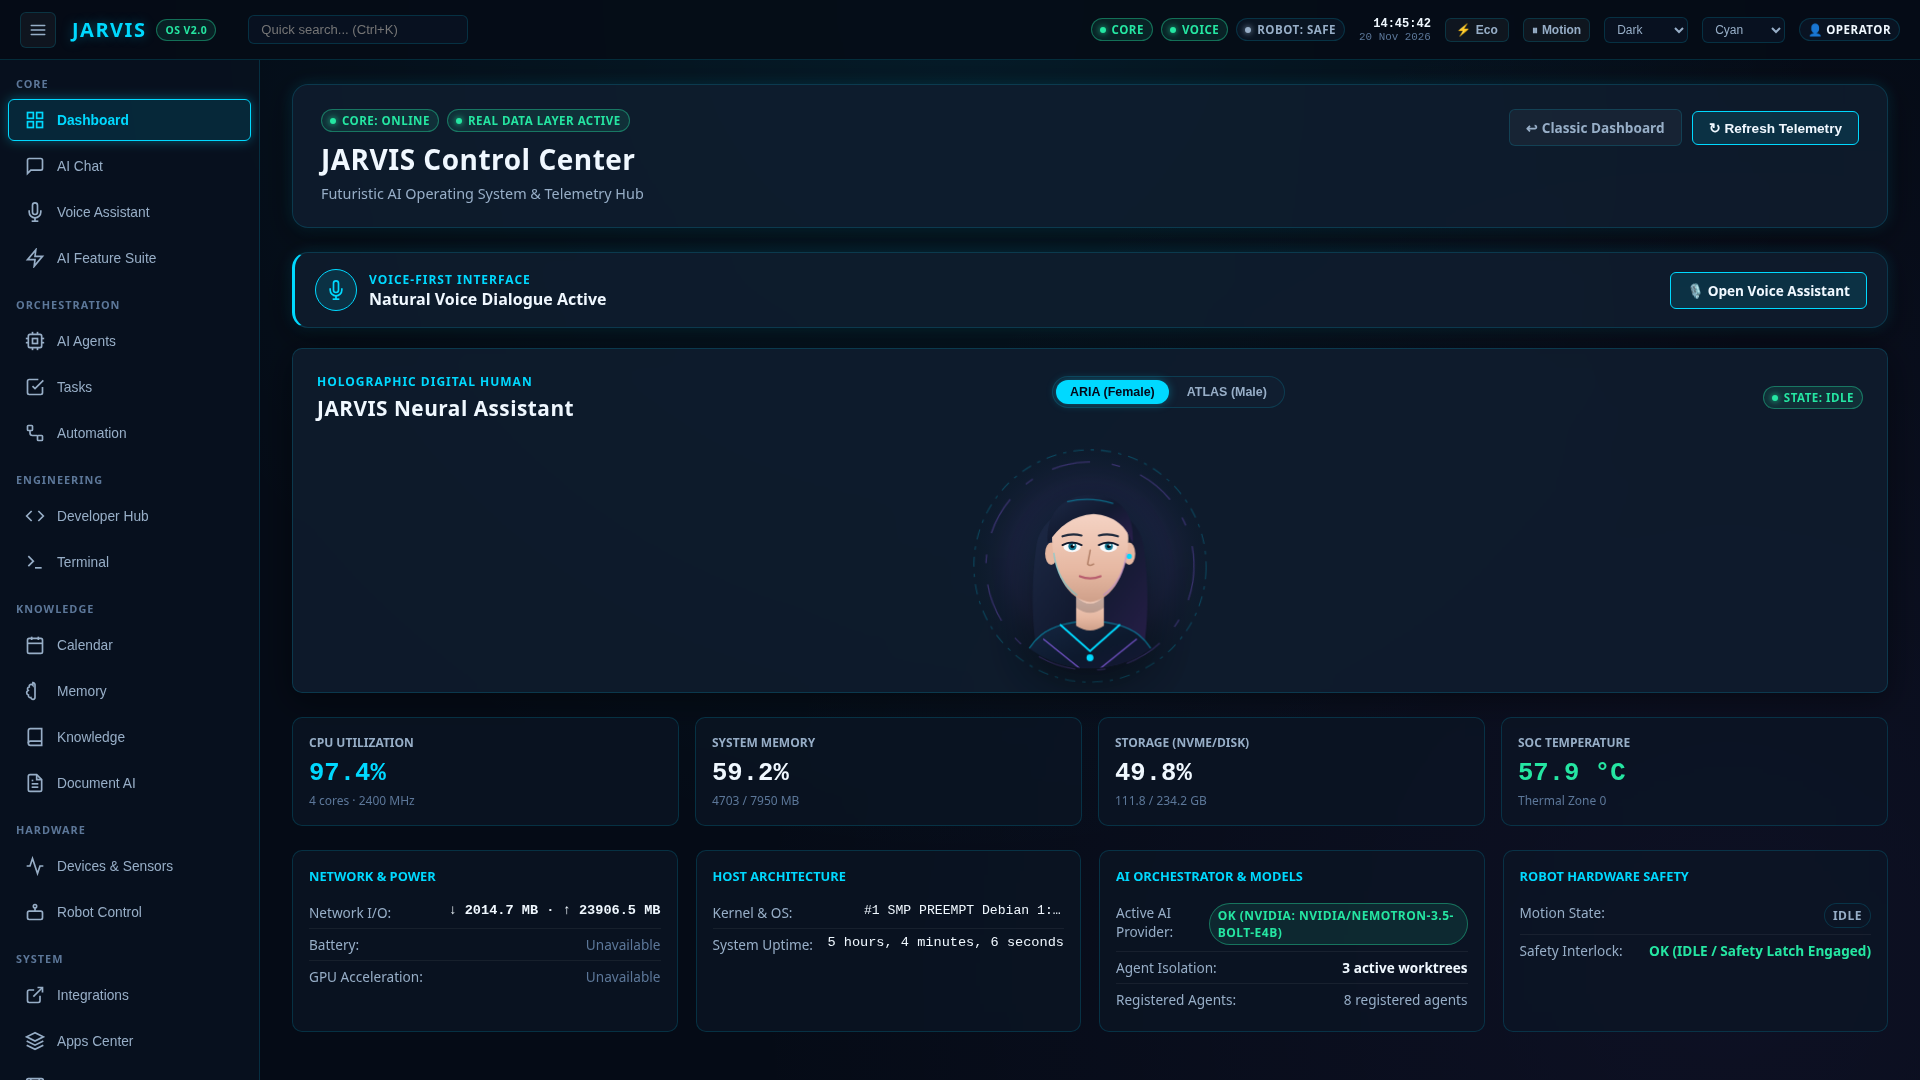 JARVIS
OS V2.0
Quick search... (Ctrl+K)
CORE
VOICE
ROBOT: SAFE
14:45:42
20 Nov 2026
⚡ Eco
Motion
Dark
Cyan
👤 OPERATOR
CORE
Dashboard
AI Chat
Voice Assistant
AI Feature Suite
ORCHESTRATION
AI Agents
Tasks
Automation
ENGINEERING
Developer Hub
Terminal
KNOWLEDGE
Calendar
Memory
Knowledge
Document AI
HARDWARE
Devices & Sensors
Robot Control
SYSTEM
Integrations
Apps Center
CORE: ONLINE
REAL DATA LAYER ACTIVE
JARVIS Control Center
Futuristic AI Operating System & Telemetry Hub
↩ Classic Dashboard
↻ Refresh Telemetry
VOICE-FIRST INTERFACE
Natural Voice Dialogue Active
🎙️ Open Voice Assistant
HOLOGRAPHIC DIGITAL HUMAN
JARVIS Neural Assistant
ARIA (Female)
ATLAS (Male)
STATE: IDLE
CPU UTILIZATION
97.4%
4 cores · 2400 MHz
SYSTEM MEMORY
59.2%
4703 / 7950 MB
STORAGE (NVME/DISK)
49.8%
111.8 / 234.2 GB
SOC TEMPERATURE
57.9 °C
Thermal Zone 0
NETWORK & POWER
Network I/O: ↓ 2014.7 MB · ↑ 23906.5 MB
Battery: Unavailable
GPU Acceleration: Unavailable
HOST ARCHITECTURE
Kernel & OS: #1 SMP PREEMPT Debian 1:…
System Uptime: 5 hours, 4 minutes, 6 seconds
AI ORCHESTRATOR & MODELS
Active AI Provider:
OK (NVIDIA: NVIDIA/NEMOTRON-3.5-
BOLT-E4B)
Agent Isolation: 3 active worktrees
Registered Agents: 8 registered agents
ROBOT HARDWARE SAFETY
Motion State: IDLE
Safety Interlock: OK (IDLE / Safety Latch Engaged)